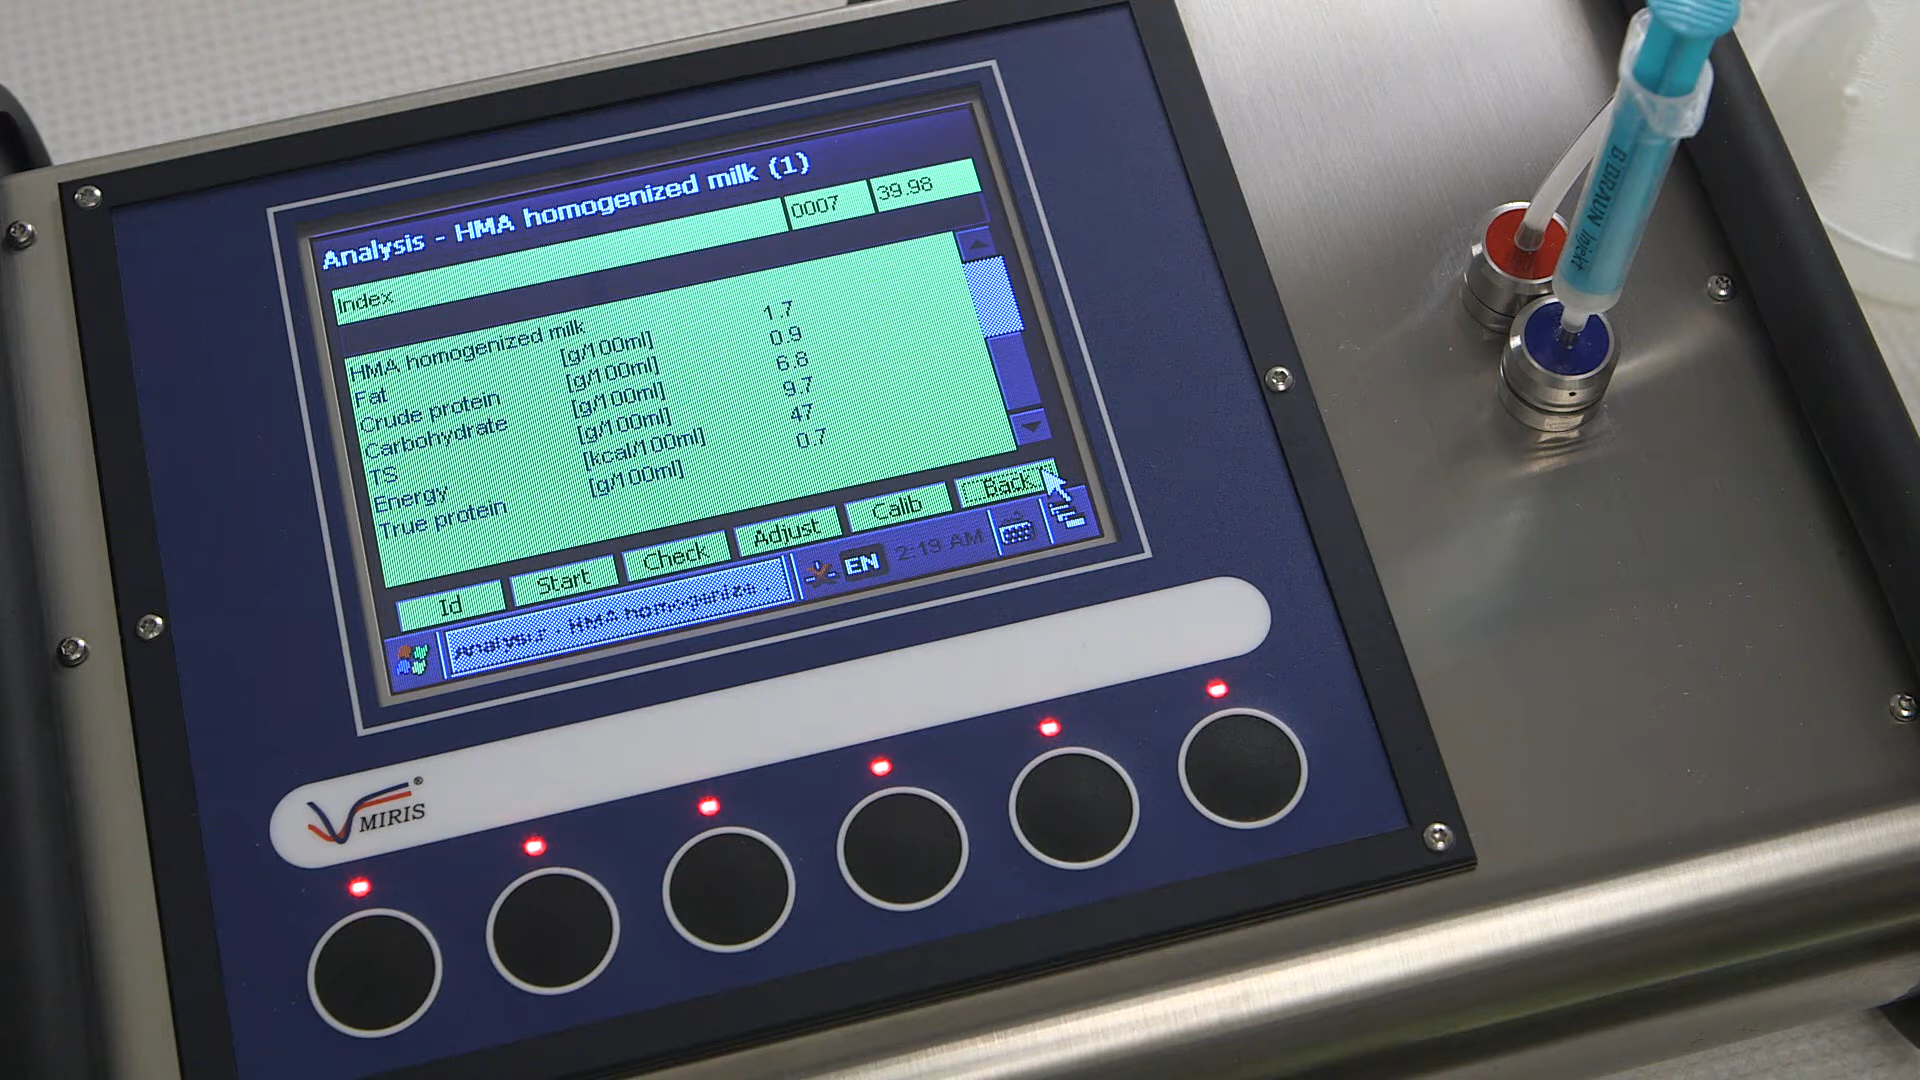 Analysis - HMA homogenized milk (1)
Index 0007 39.98
HMA homogenized milk
Fat [g/100ml] 1.7
Crude protein [g/100ml] 0.9
Carbohydrate [g/100ml] 6.8
TS [g/100ml] 9.7
Energy [kcal/100ml] 47
True protein [g/100ml] 0.7
Id Start Check Adjust Calib Back
Analysis - HMA homogenize... EN 2:19 AM
MIRIS
B.BRAUN Injekt